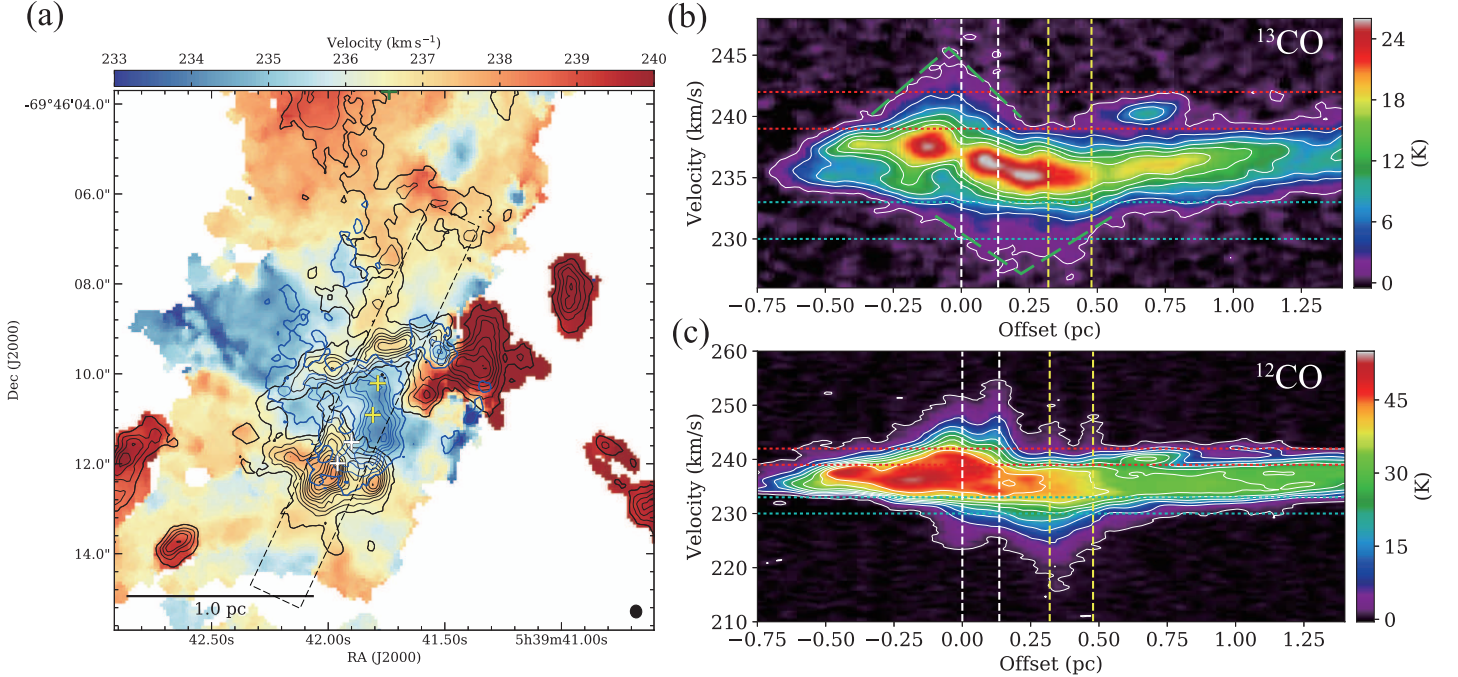 (a)
Velocity (km s⁻¹)
233 234 235 236 237 238 239 240
-69°46'04.0"
06.0"
08.0"
10.0"
12.0"
14.0"
Dec (J2000)
1.0 pc
42.50s 42.00s 41.50s 5h39m41.00s
RA (J2000)
(b)
¹³CO
245
240
235
230
Velocity (km/s)
−0.75 −0.50 −0.25 0.00 0.25 0.50 0.75 1.00 1.25
Offset (pc)
24
18
12
6
0
(K)
(c)
¹²CO
260
250
240
230
220
210
Velocity (km/s)
−0.75 −0.50 −0.25 0.00 0.25 0.50 0.75 1.00 1.25
Offset (pc)
45
30
15
0
(K)